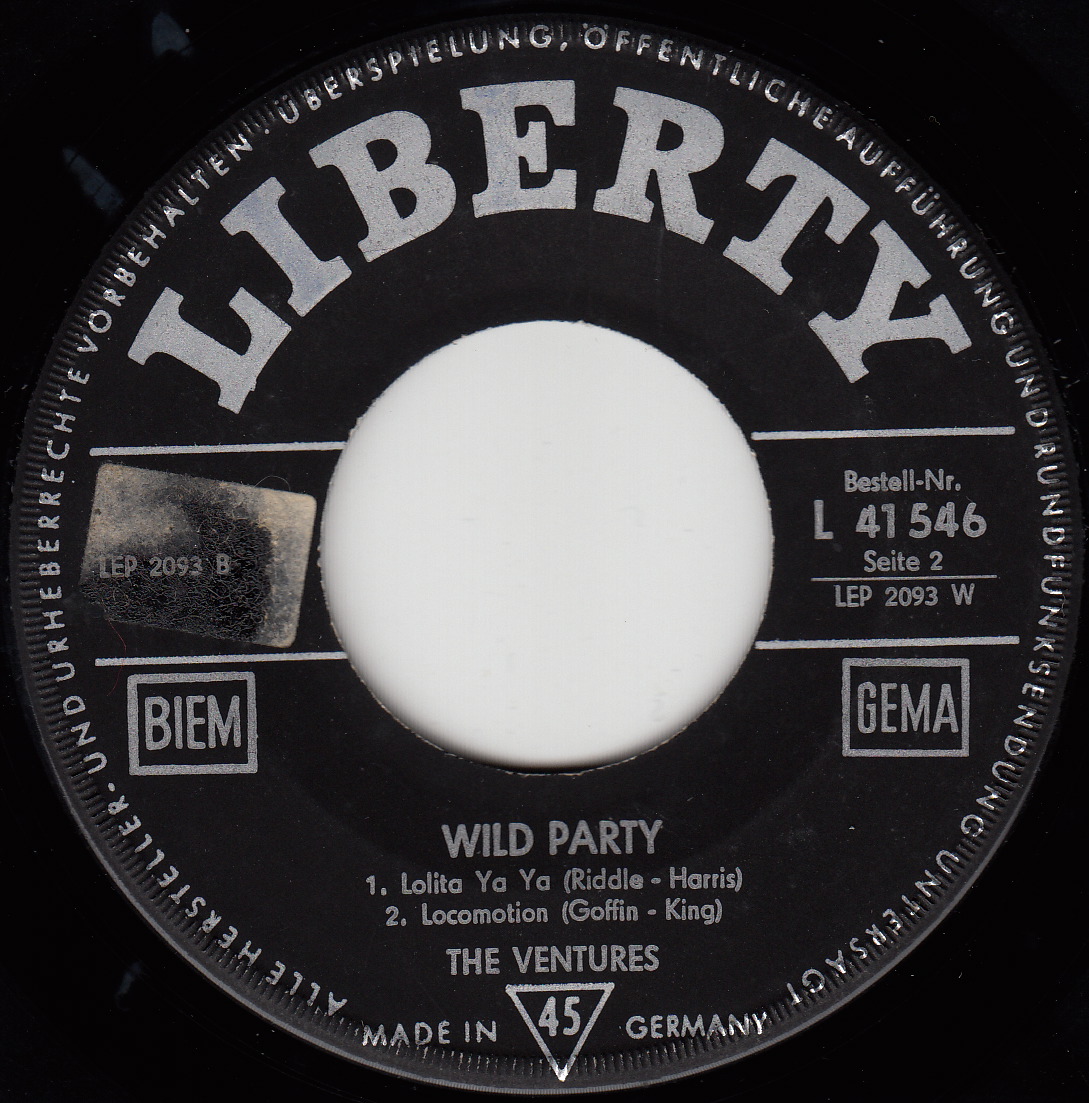 ALLE HERSTELLER- UND URHEBERRECHTE VORBEHALTEN. ÜBERSPIELUNG, ÖFFENTLICHE AUFFÜHRUNG UND RUNDFUNKSENDUNG UNTERSAGT
LIBERTY
LEP 2093 B
Bestell-Nr.
L 41 546
Seite 2
LEP 2093 W
BIEM
GEMA
WILD PARTY
1. Lolita Ya Ya (Riddle - Harris)
2. Locomotion (Goffin - King)
THE VENTURES
MADE IN 45 GERMANY